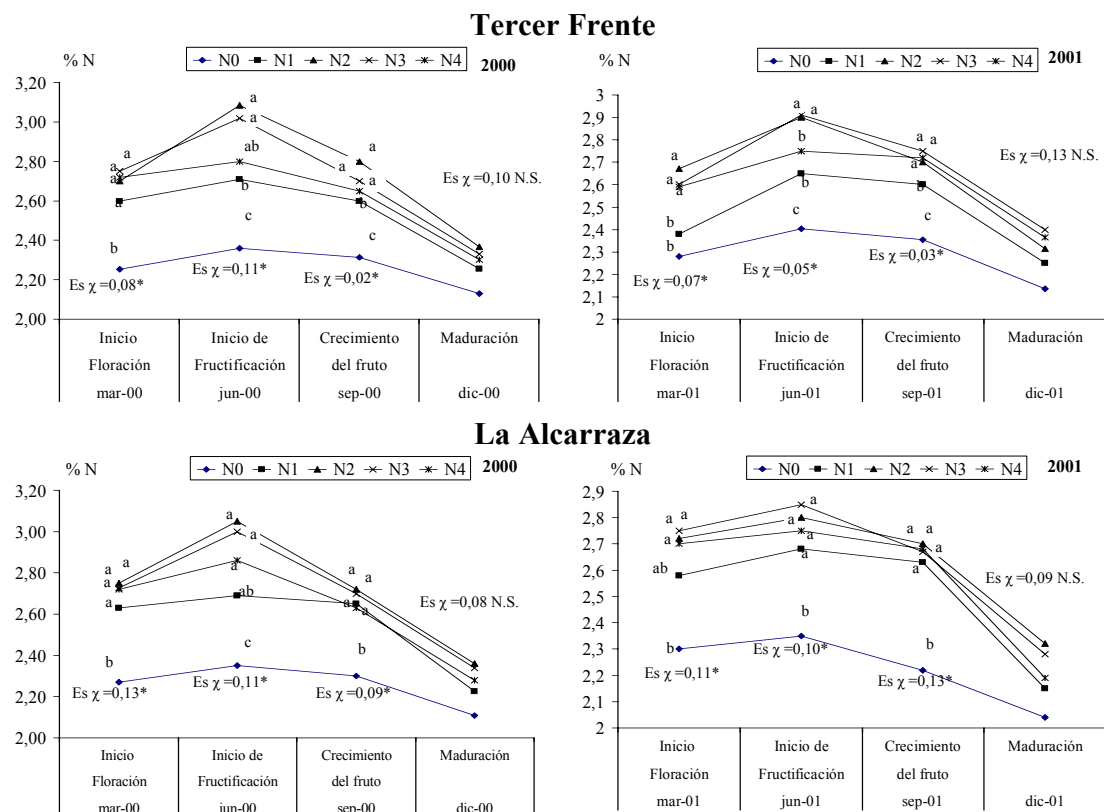 Tercer Frente
% N
N0 N1 N2 N3 N4
2000
3,20
3,00
2,80
2,60
2,40
2,20
2,00
a
a
a
a
a
b
a
a
ab
b
c
a
a
a
b
c
Es χ =0,08*
Es χ =0,11*
Es χ =0,02*
Es χ =0,10 N.S.
Inicio
Floración
mar-00
Inicio de
Fructificación
jun-00
Crecimiento
del fruto
sep-00
Maduración
dic-00
% N
N0 N1 N2 N3 N4
2001
3
2,9
2,8
2,7
2,6
2,5
2,4
2,3
2,2
2,1
2
a
a
a
b
b
a
a
b
b
c
a
a
a
b
c
Es χ =0,07*
Es χ =0,05*
Es χ =0,03*
Es χ =0,13 N.S.
Inicio
Floración
mar-01
Inicio de
Fructificación
jun-01
Crecimiento
del fruto
sep-01
Maduración
dic-01
La Alcarraza
% N
N0 N1 N2 N3 N4
2000
3,20
3,00
2,80
2,60
2,40
2,20
2,00
a
a
a
a
b
a
a
a
ab
c
a
a
a
a
b
Es χ =0,13*
Es χ =0,11*
Es χ =0,09*
Es χ =0,08 N.S.
Inicio
Floración
mar-00
Inicio de
Fructificación
jun-00
Crecimiento
del fruto
sep-00
Maduración
dic-00
% N
N0 N1 N2 N3 N4
2001
2,9
2,8
2,7
2,6
2,5
2,4
2,3
2,2
2,1
2
a
a
a
ab
b
a
a
a
a
b
a
a
a
a
b
Es χ =0,11*
Es χ =0,10*
Es χ =0,13*
Es χ =0,09 N.S.
Inicio
Floración
mar-01
Inicio de
Fructificación
jun-01
Crecimiento
del fruto
sep-01
Maduración
dic-01